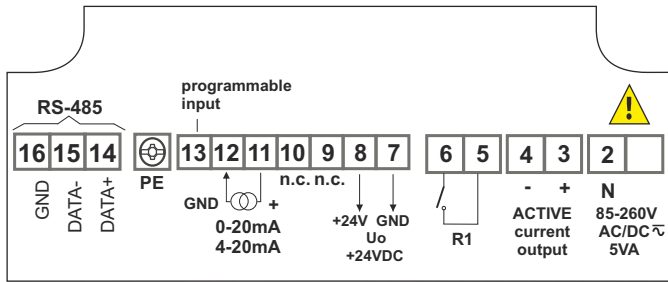 programmable
input
RS-485
16 15 14
PE
13 12 11 10 9 8 7
6 5
4 3
2
GND
DATA-
DATA+
n.c. n.c.
GND +
0-20mA
4-20mA
+24V GND
Uo
+24VDC
R1
- +
ACTIVE
current
output
N
85-260V
AC/DC
5VA
!